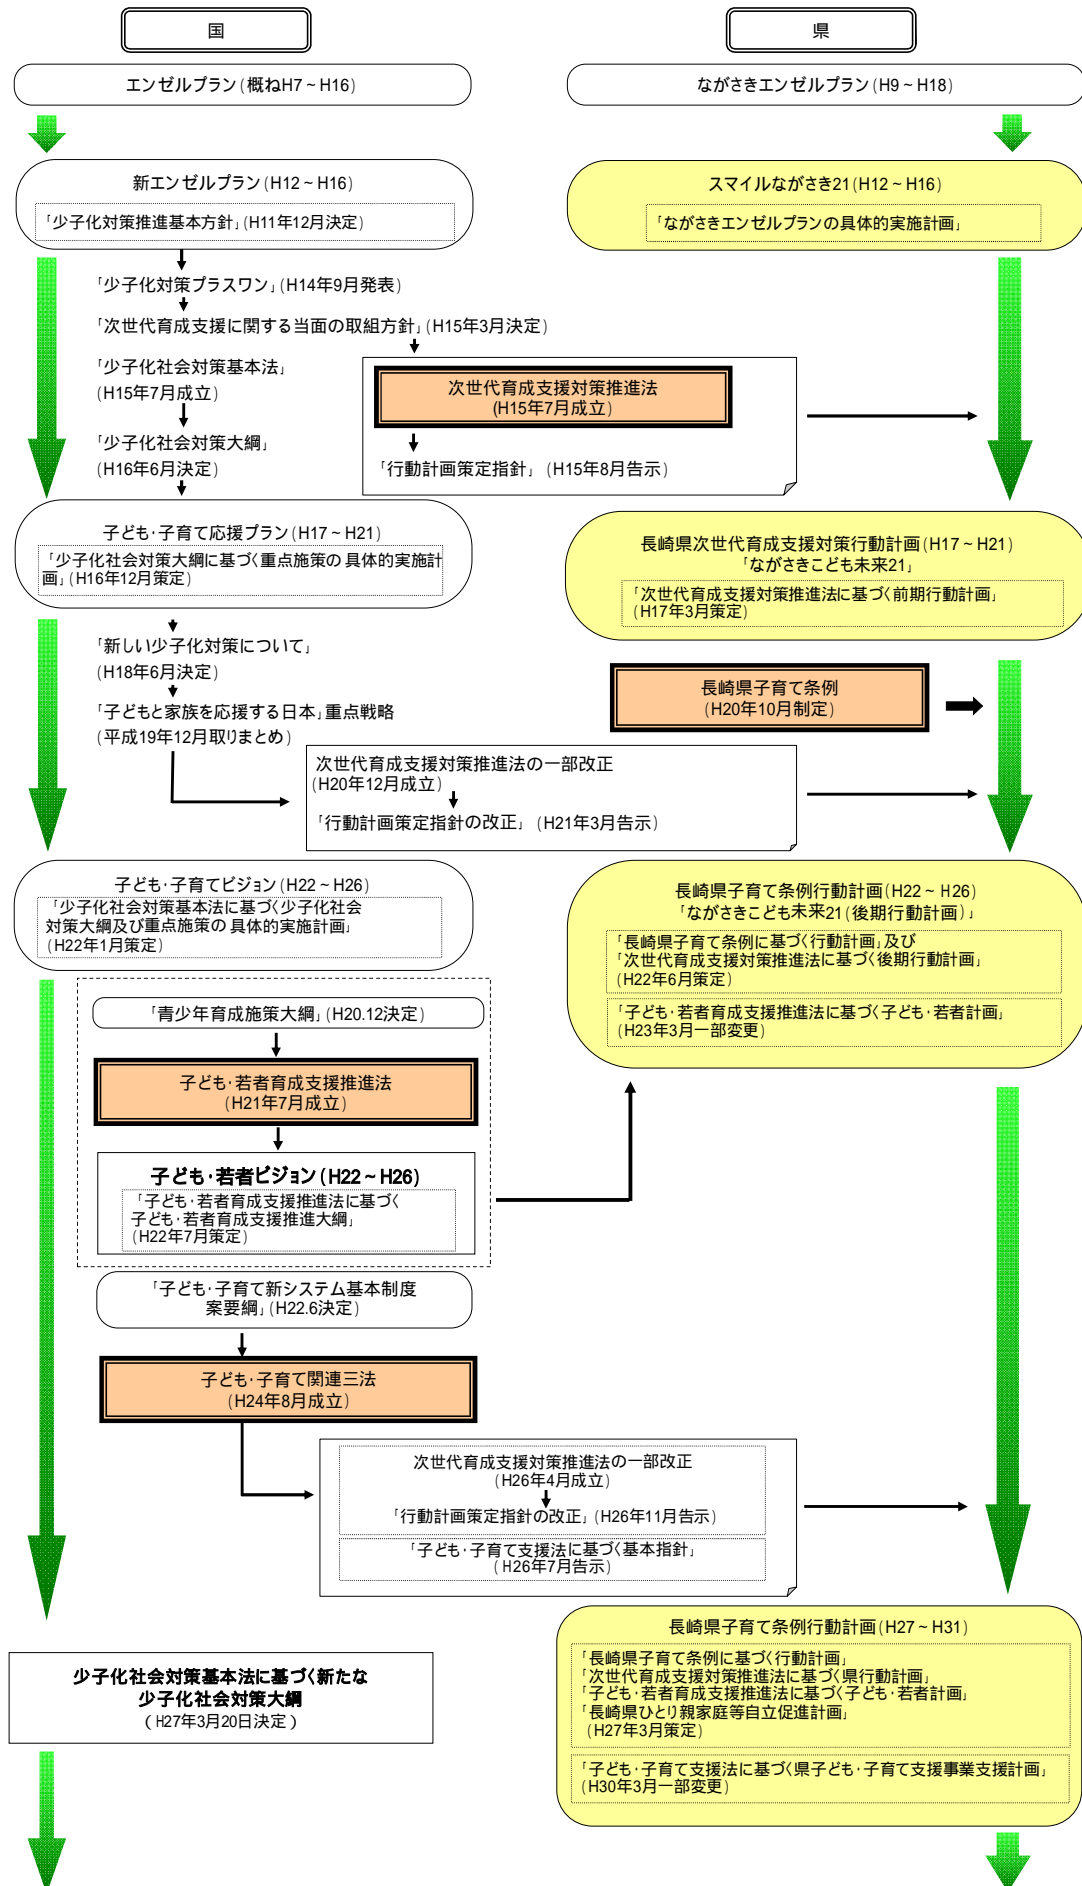 国
県
エンゼルプラン(概ねH7~H16)
ながさきエンゼルプラン(H9~H18)
新エンゼルプラン(H12~H16)
「少子化対策推進基本方針」(H11年12月決定)
スマイルながさき21(H12~H16)
「ながさきエンゼルプランの具体的実施計画」
「少子化対策プラスワン」(H14年9月発表)
「次世代育成支援に関する当面の取組方針」(H15年3月決定)
「少子化社会対策基本法」
(H15年7月成立)
次世代育成支援対策推進法
(H15年7月成立)
「少子化社会対策大綱」
(H16年6月決定)
「行動計画策定指針」(H15年8月告示)
子ども・子育て応援プラン(H17~H21)
「少子化社会対策大綱に基づく重点施策の具体的実施計
画」(H16年12月策定)
長崎県次世代育成支援対策行動計画(H17~H21)
「ながさきこども未来21」
「次世代育成支援対策推進法に基づく前期行動計画」
(H17年3月策定)
「新しい少子化対策について」
(H18年6月決定)
長崎県子育て条例
(H20年10月制定)
「子どもと家族を応援する日本」重点戦略
(平成19年12月取りまとめ)
次世代育成支援対策推進法の一部改正
(H20年12月成立)
「行動計画策定指針の改正」(H21年3月告示)
子ども・子育てビジョン(H22~H26)
「少子化社会対策基本法に基づく少子化社会
対策大綱及び重点施策の具体的実施計画」
(H22年1月策定)
長崎県子育て条例行動計画(H22~H26)
「ながさきこども未来21(後期行動計画)」
「長崎県子育て条例に基づく行動計画」及び
「次世代育成支援対策推進法に基づく後期行動計画」
(H22年6月策定)
「子ども・若者育成支援推進法に基づく子ども・若者計画」
(H23年3月一部変更)
「青少年育成施策大綱」(H20.12決定)
子ども・若者育成支援推進法
(H21年7月成立)
子ども・若者ビジョン(H22~H26)
「子ども・若者育成支援推進法に基づく
子ども・若者育成支援推進大綱」
(H22年7月策定)
「子ども・子育て新システム基本制度
案要綱」(H22.6決定)
子ども・子育て関連三法
(H24年8月成立)
次世代育成支援対策推進法の一部改正
(H26年4月成立)
「行動計画策定指針の改正」(H26年11月告示)
「子ども・子育て支援法に基づく基本指針」
(H26年7月告示)
少子化社会対策基本法に基づく新たな
少子化社会対策大綱
(H27年3月20日決定)
長崎県子育て条例行動計画(H27~H31)
「長崎県子育て条例に基づく行動計画」
「次世代育成支援対策推進法に基づく県行動計画」
「子ども・若者育成支援推進法に基づく子ども・若者計画」
「長崎県ひとり親家庭等自立促進計画」
(H27年3月策定)
「子ども・子育て支援法に基づく県子ども・子育て支援事業支援計画」
(H30年3月一部変更)